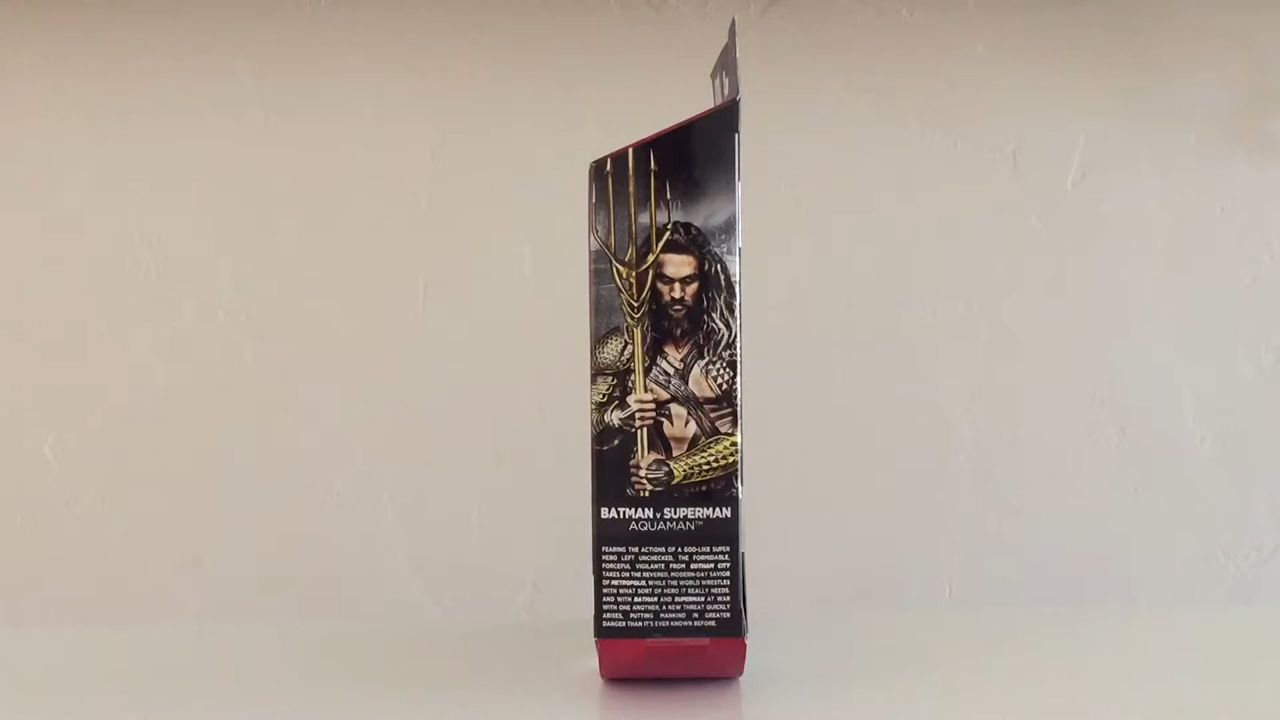 BATMAN v SUPERMAN
AQUAMAN™
FEARING THE ACTIONS OF A GOD-LIKE SUPER
HERO LEFT UNCHECKED, THE FORMIDABLE,
FORCEFUL VIGILANTE FROM GOTHAM CITY
TAKES ON THE REVERED, MODERN-DAY SAVIOR
OF METROPOLIS, WHILE THE WORLD WRESTLES
WITH WHAT SORT OF HERO IT REALLY NEEDS.
AND WITH BATMAN AND SUPERMAN AT WAR
WITH ONE ANOTHER, A NEW THREAT QUICKLY
ARISES, PUTTING MANKIND IN GREATER
DANGER THAN IT'S EVER KNOWN BEFORE.